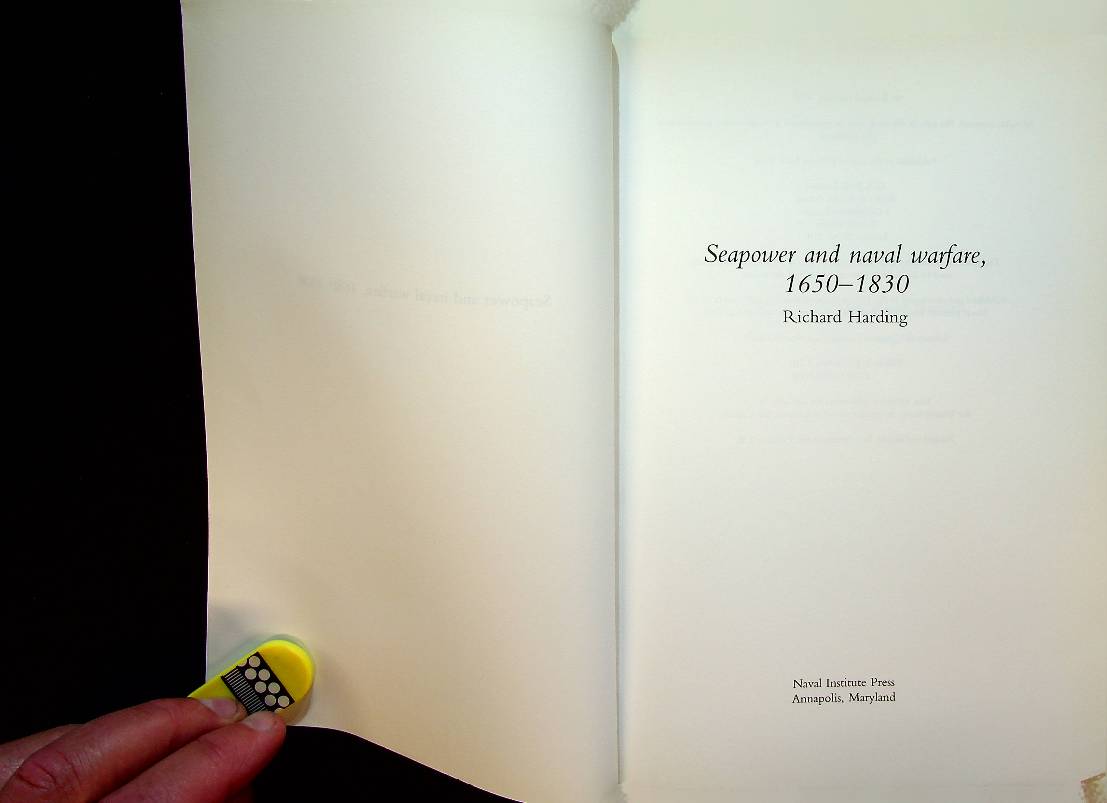 Seapower and naval warfare,
1650–1830
Richard Harding
Naval Institute Press
Annapolis, Maryland